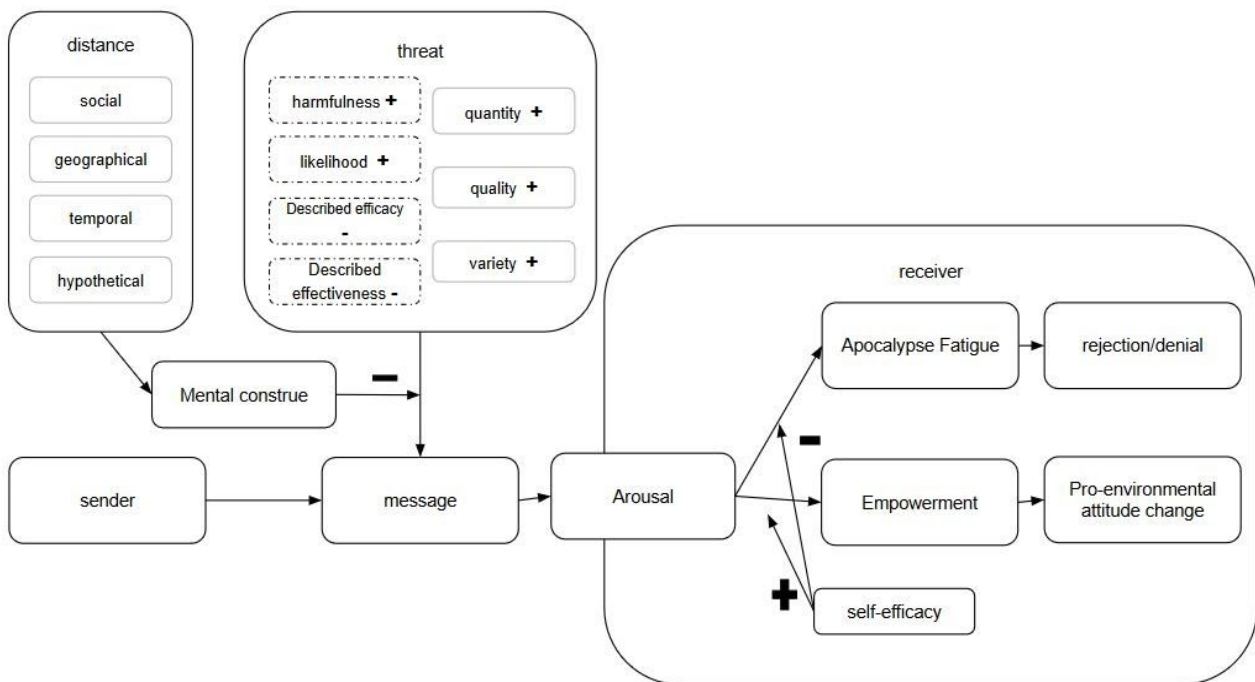 distance
social
geographical
temporal
hypothetical
threat
harmfulness +
likelihood +
Described efficacy
-
Described
effectiveness -
quantity +
quality +
variety +
Mental construe
-
sender
message
Arousal
receiver
Apocalypse Fatigue
rejection/denial
-
Empowerment
Pro-environmental
attitude change
+
self-efficacy